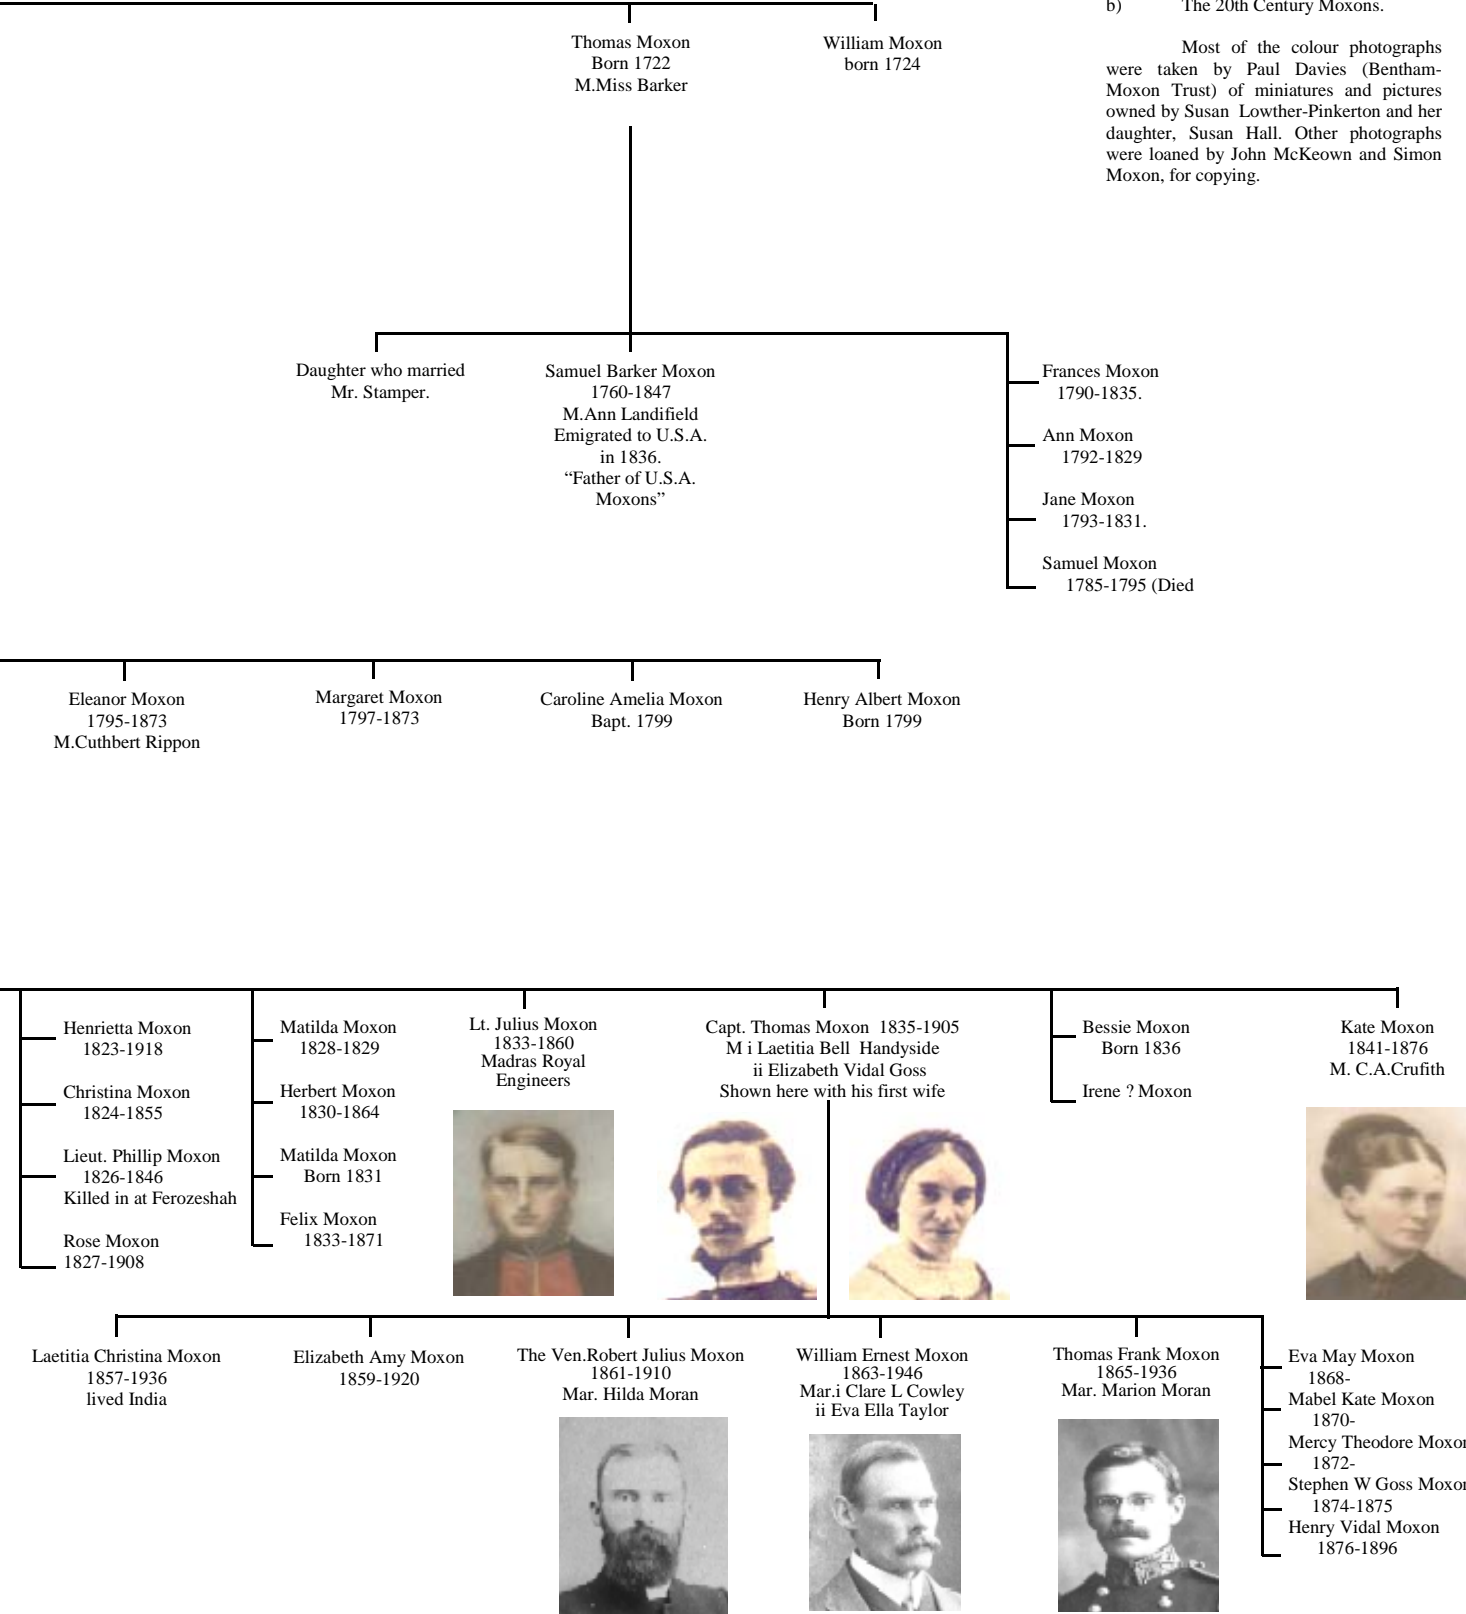 b) The 20th Century Moxons.
Most of the colour photographs
were taken by Paul Davies (Bentham-
Moxon Trust) of miniatures and pictures
owned by Susan Lowther-Pinkerton and her
daughter, Susan Hall. Other photographs
were loaned by John McKeown and Simon
Moxon, for copying.
Thomas Moxon
Born 1722
M.Miss Barker
William Moxon
born 1724
Daughter who married
Mr. Stamper.
Samuel Barker Moxon
1760-1847
M.Ann Landifield
Emigrated to U.S.A.
in 1836.
“Father of U.S.A.
Moxons”
Frances Moxon
1790-1835.
Ann Moxon
1792-1829
Jane Moxon
1793-1831.
Samuel Moxon
1785-1795 (Died
Eleanor Moxon
1795-1873
M.Cuthbert Rippon
Margaret Moxon
1797-1873
Caroline Amelia Moxon
Bapt. 1799
Henry Albert Moxon
Born 1799
Henrietta Moxon
1823-1918
Christina Moxon
1824-1855
Lieut. Phillip Moxon
1826-1846
Killed in at Ferozeshah
Rose Moxon
1827-1908
Matilda Moxon
1828-1829
Herbert Moxon
1830-1864
Matilda Moxon
Born 1831
Felix Moxon
1833-1871
Lt. Julius Moxon
1833-1860
Madras Royal
Engineers
Capt. Thomas Moxon 1835-1905
M i Laetitia Bell Handyside
ii Elizabeth Vidal Goss
Shown here with his first wife
Bessie Moxon
Born 1836
Irene ? Moxon
Kate Moxon
1841-1876
M. C.A.Crufith
Laetitia Christina Moxon
1857-1936
lived India
Elizabeth Amy Moxon
1859-1920
The Ven.Robert Julius Moxon
1861-1910
Mar. Hilda Moran
William Ernest Moxon
1863-1946
Mar.i Clare L Cowley
ii Eva Ella Taylor
Thomas Frank Moxon
1865-1936
Mar. Marion Moran
Eva May Moxon
1868-
Mabel Kate Moxon
1870-
Mercy Theodore Moxon
1872-
Stephen W Goss Moxon
1874-1875
Henry Vidal Moxon
1876-1896